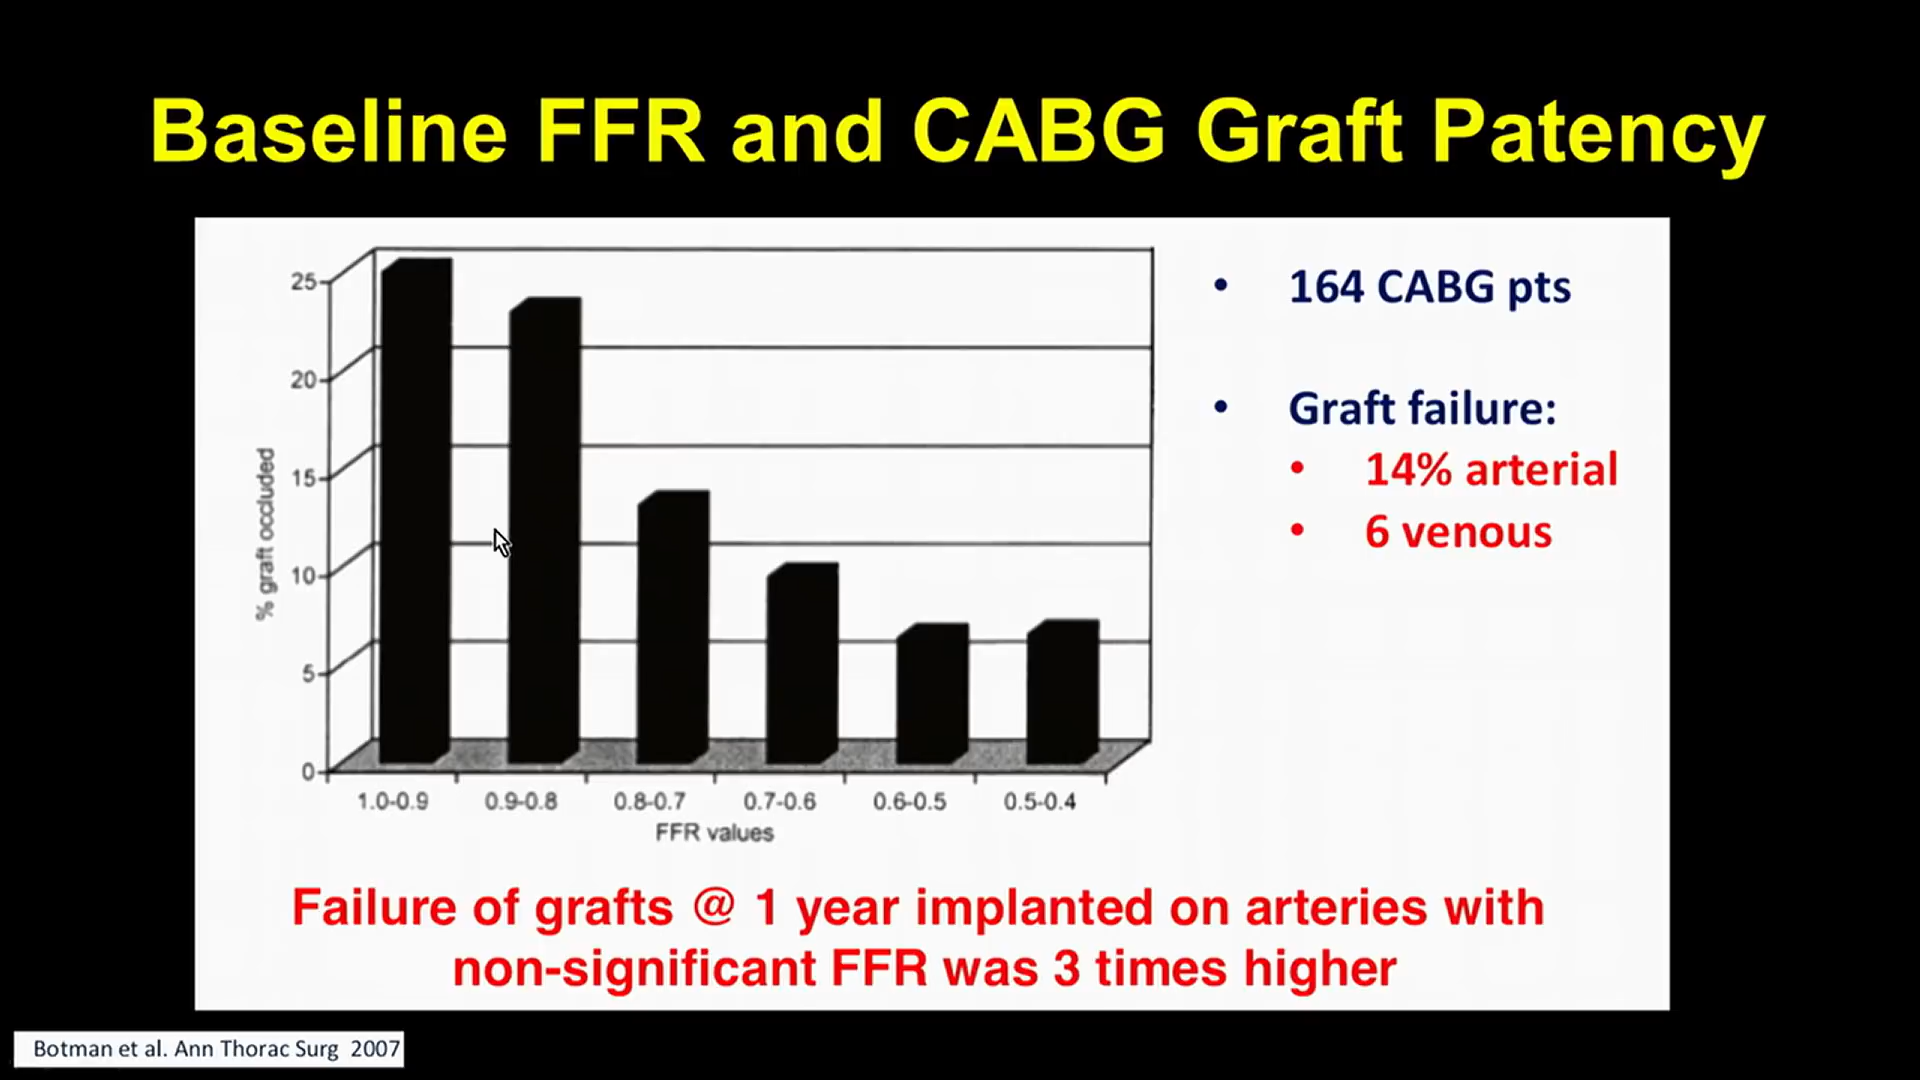 Baseline FFR and CABG Graft Patency
25
20
15
10
5
0
% graft occluded
1.0-0.9 0.9-0.8 0.8-0.7 0.7-0.6 0.6-0.5 0.5-0.4
FFR values
• 164 CABG pts
• Graft failure:
• 14% arterial
• 6 venous
Failure of grafts @ 1 year implanted on arteries with
non-significant FFR was 3 times higher
Botman et al. Ann Thorac Surg 2007